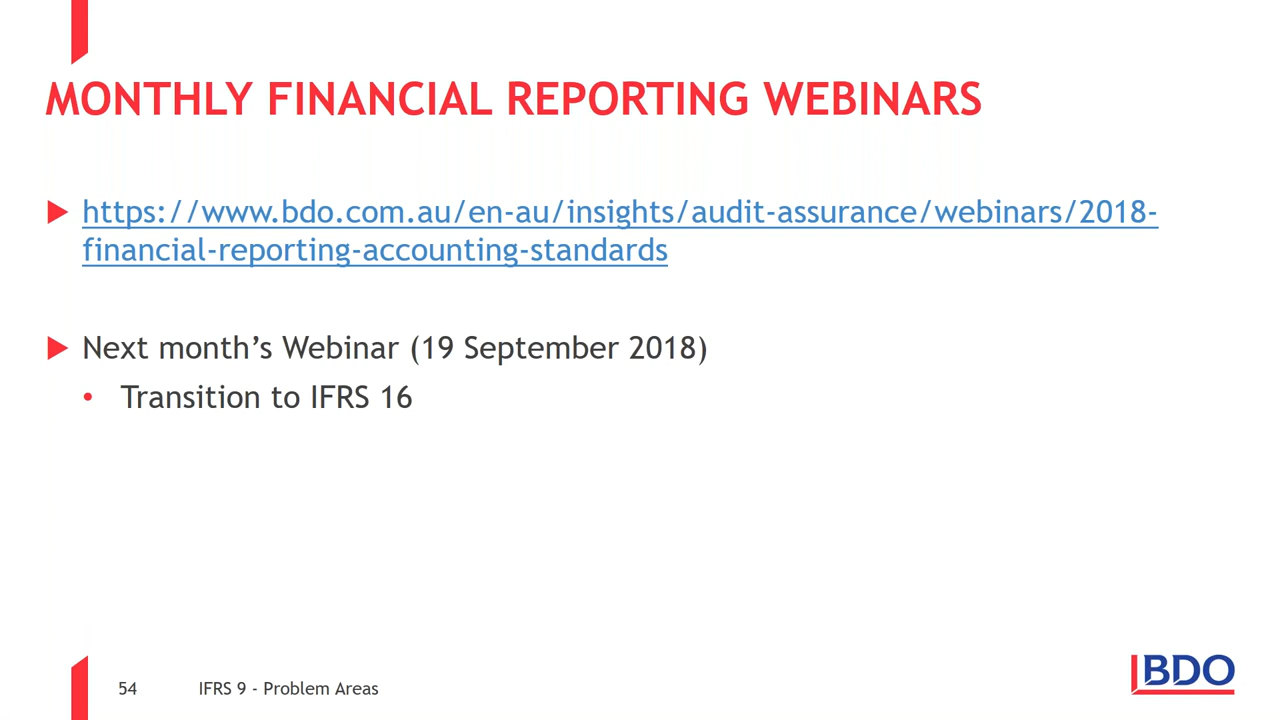 MONTHLY FINANCIAL REPORTING WEBINARS
https://www.bdo.com.au/en-au/insights/audit-assurance/webinars/2018-
financial-reporting-accounting-standards
Next month’s Webinar (19 September 2018)
• Transition to IFRS 16
54 IFRS 9 - Problem Areas
BDO